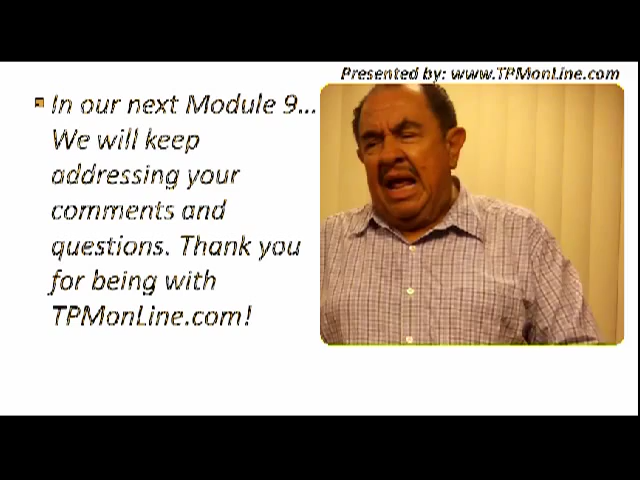 Presented by: www.TPMonLine.com
In our next Module 9...
We will keep
addressing your
comments and
questions. Thank you
for being with
TPMonLine.com!